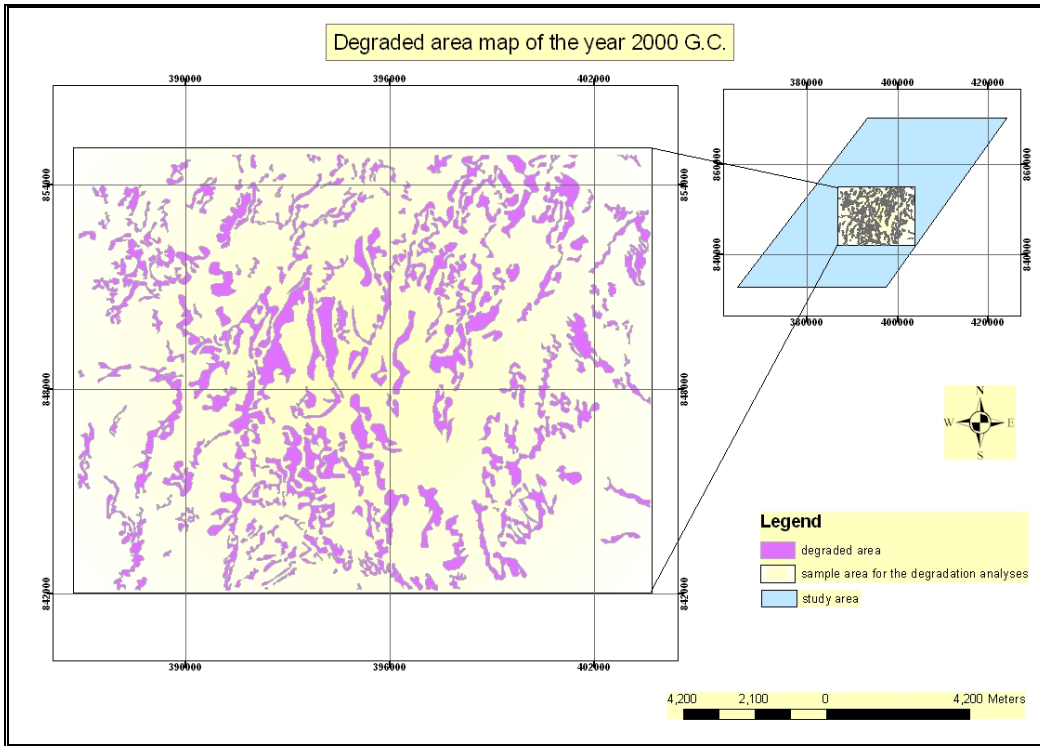 Degraded area map of the year 2000 G.C.
390000 396000 402000
854000 854000
848000 848000
842000 842000
390000 396000 402000
380000 400000 420000
860000 860000
840000 840000
380000 400000 420000
N
W E
S
Legend
degraded area
sample area for the degradation analyses
study area
4,200 2,100 0 4,200 Meters